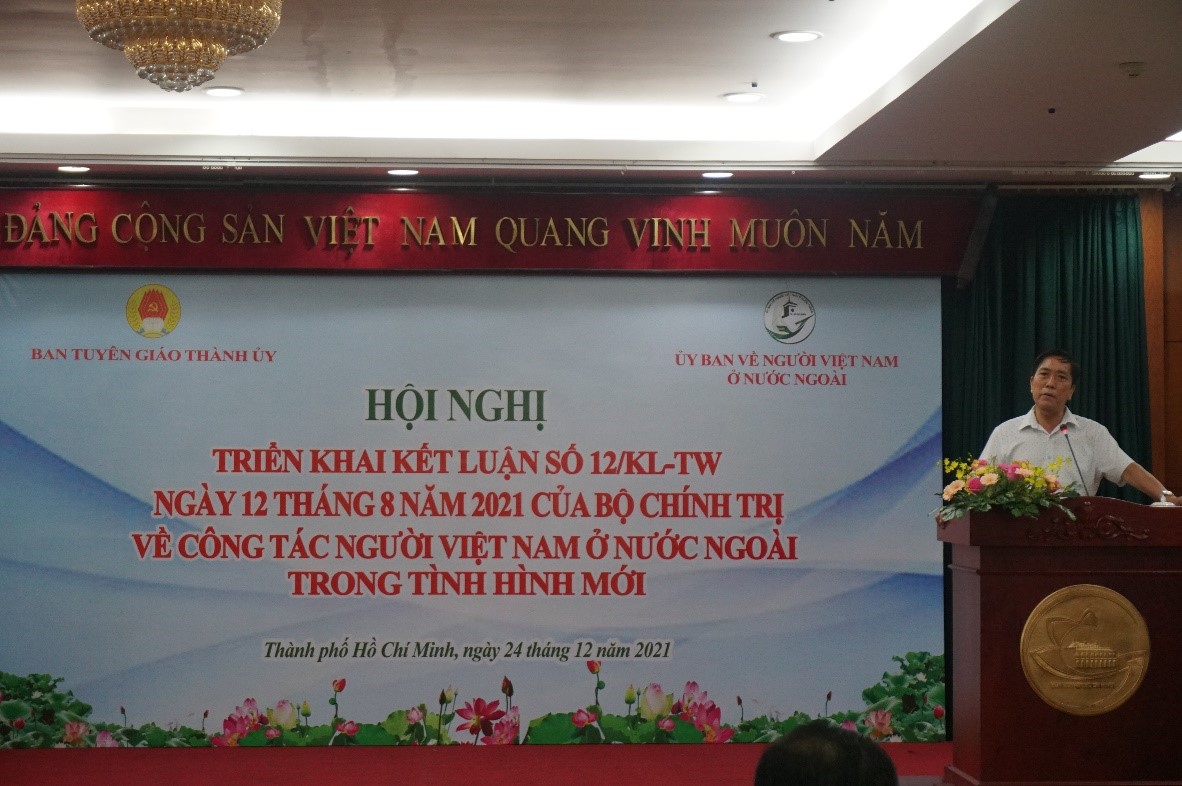 ĐẢNG CỘNG SẢN VIỆT NAM QUANG VINH MUÔN NĂM
BAN TUYÊN GIÁO THÀNH ỦY
ỦY BAN VỀ NGƯỜI VIỆT NAM
Ở NƯỚC NGOÀI
HỘI NGHỊ
TRIỂN KHAI KẾT LUẬN SỐ 12/KL-TW
NGÀY 12 THÁNG 8 NĂM 2021 CỦA BỘ CHÍNH TRỊ
VỀ CÔNG TÁC NGƯỜI VIỆT NAM Ở NƯỚC NGOÀI
TRONG TÌNH HÌNH MỚI
Thành phố Hồ Chí Minh, ngày 24 tháng 12 năm 2021